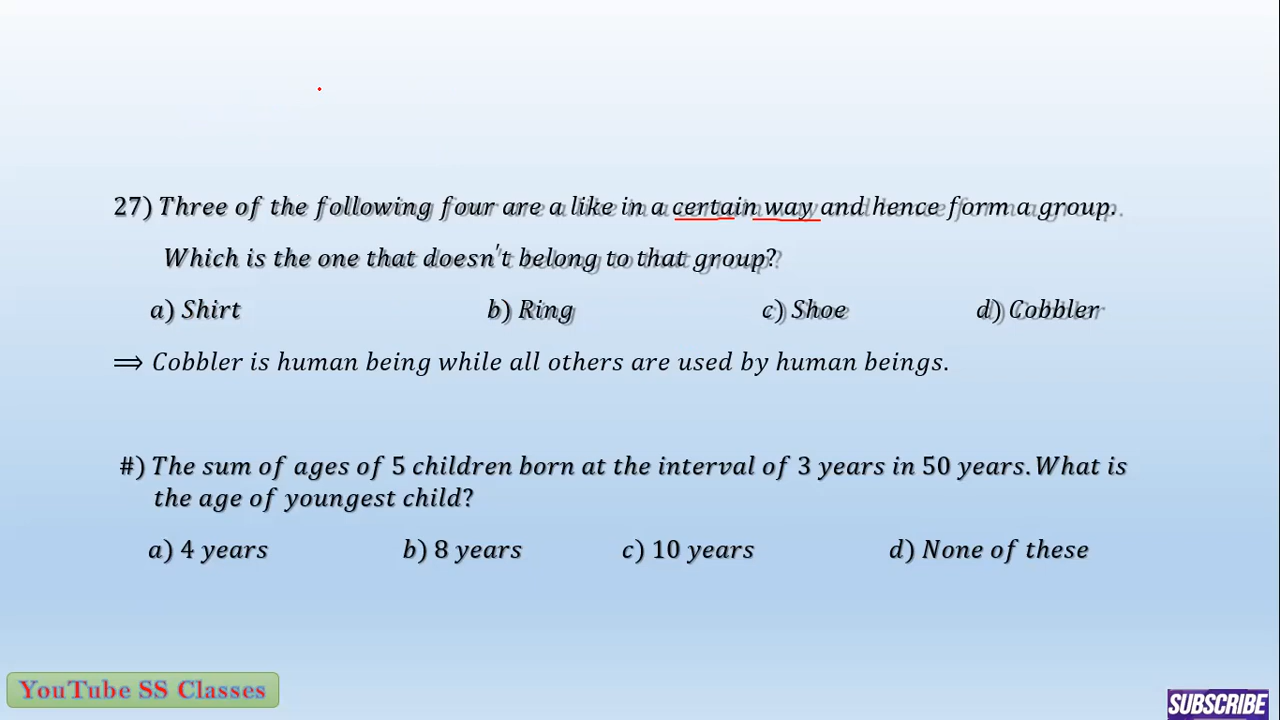 27) Three of the following four are a like in a certain way and hence form a group.
Which is the one that doesn't belong to that group?
a) Shirt b) Ring c) Shoe d) Cobbler
⟹ Cobbler is human being while all others are used by human beings.
#) The sum of ages of 5 children born at the interval of 3 years in 50 years. What is
the age of youngest child?
a) 4 years b) 8 years c) 10 years d) None of these
YouTube SS Classes
SUBSCRIBE